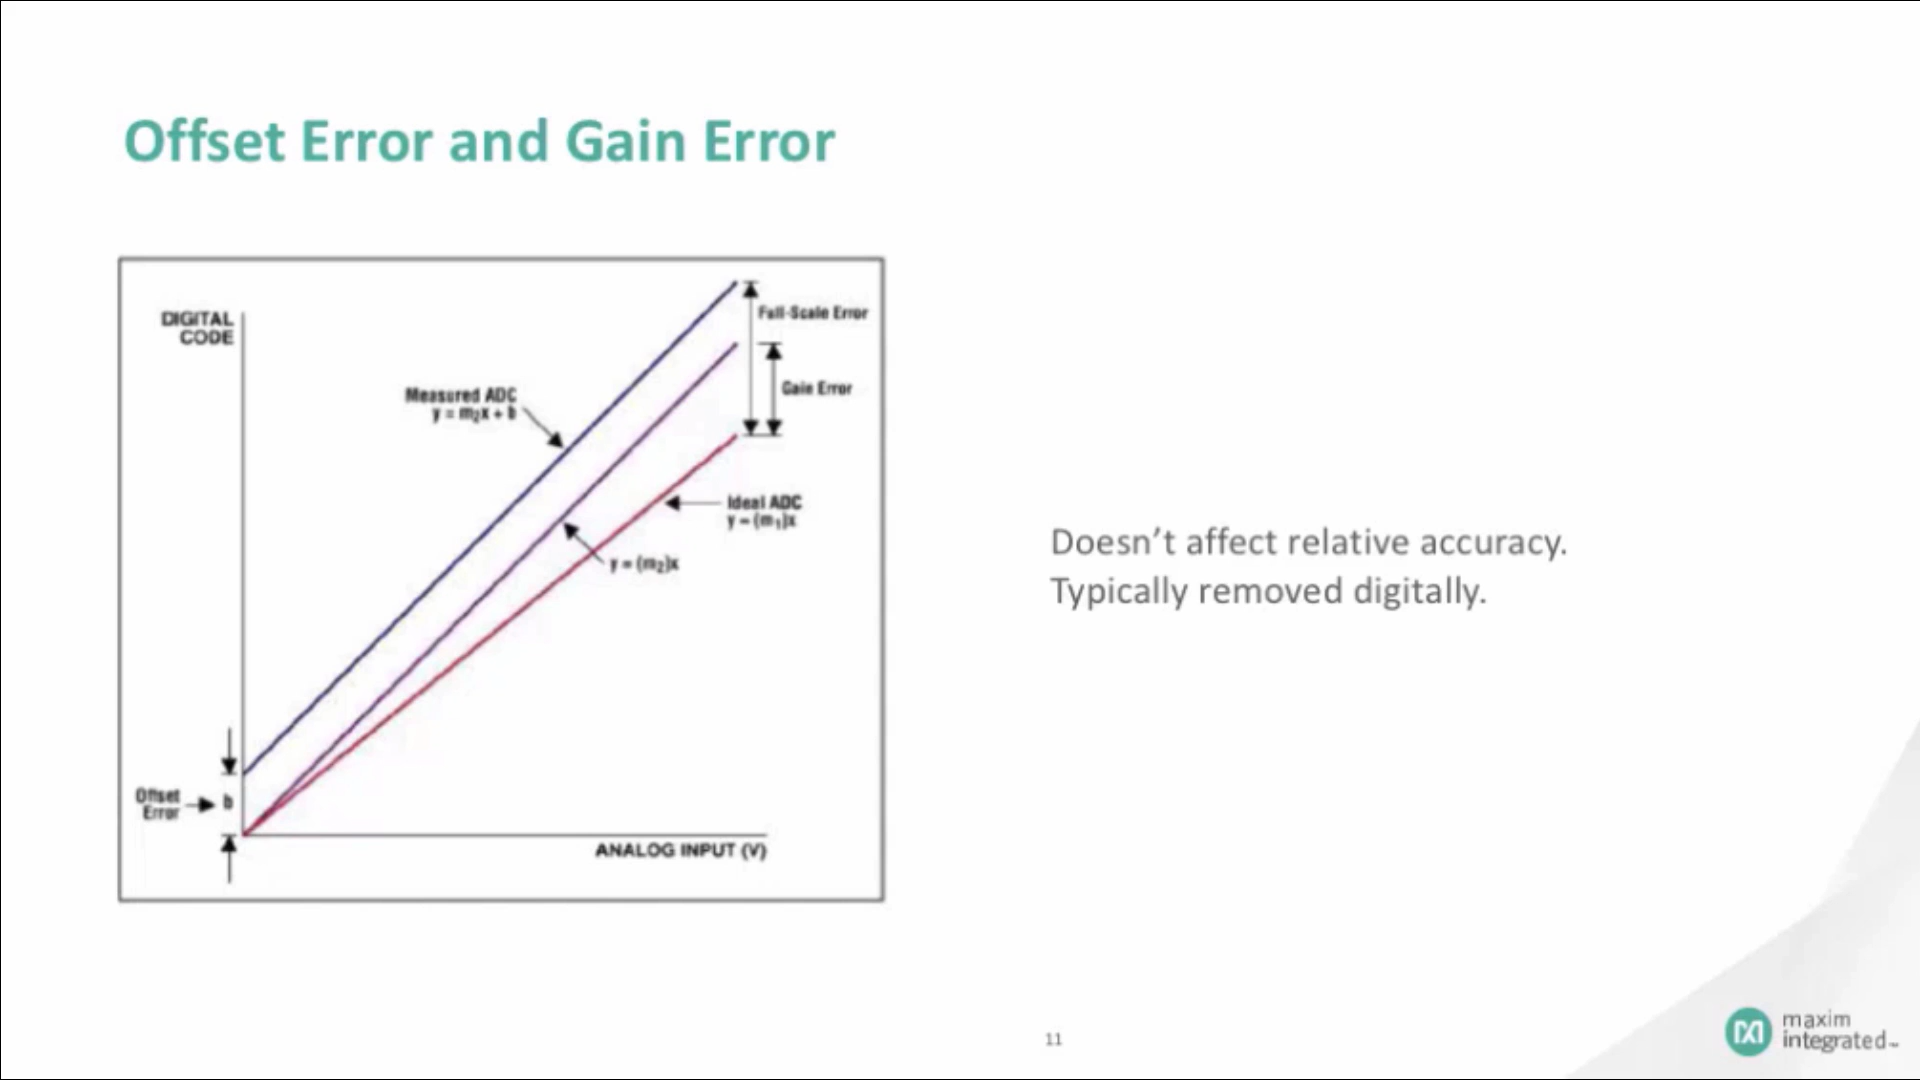 Offset Error and Gain Error
DIGITAL
CODE
Full-Scale Error
Measured ADC
y = m₂x + b
Gain Error
Ideal ADC
y = (m₁)x
y = (m₂)x
Offset
Error
b
ANALOG INPUT (V)
Doesn’t affect relative accuracy.
Typically removed digitally.
11
maxim
integrated™